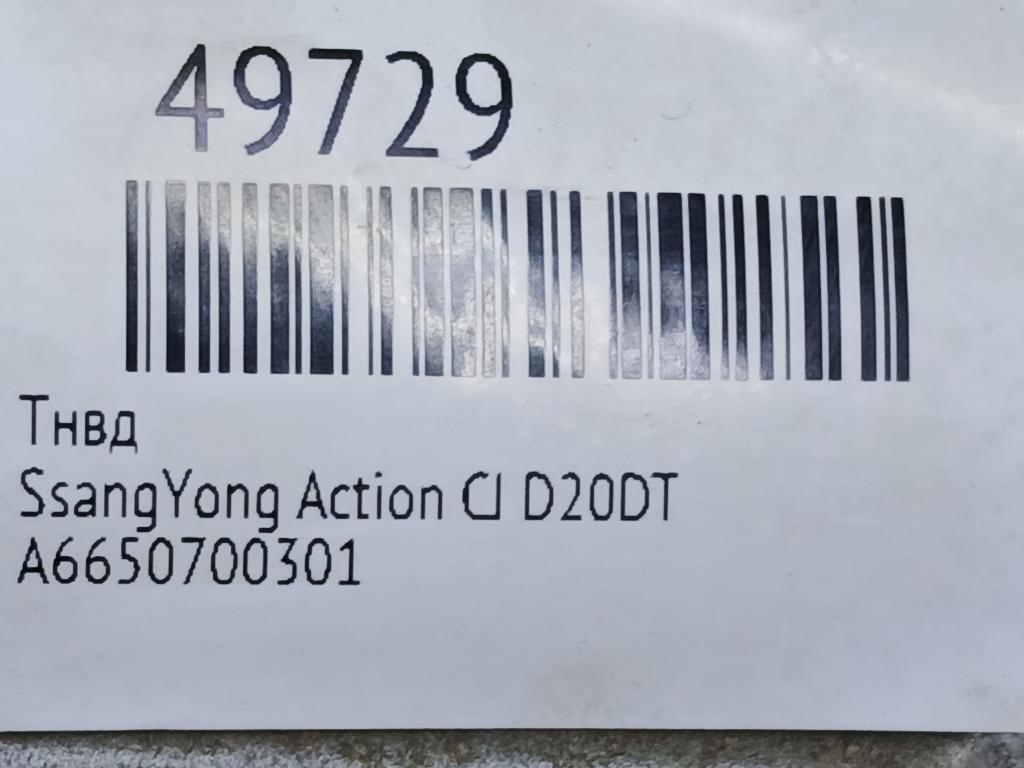 49729
Тнвд
SsangYong Action CJ D20DT
A6650700301